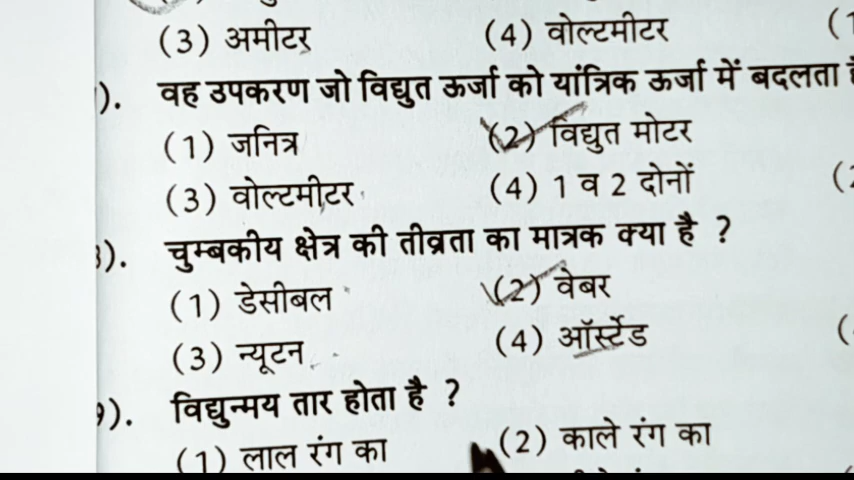 (3) अमीटर (4) वोल्टमीटर
). वह उपकरण जो विद्युत ऊर्जा को यांत्रिक ऊर्जा में बदलता
(1) जनित्र (2) विद्युत मोटर
(3) वोल्टमीटर (4) 1 व 2 दोनों
). चुम्बकीय क्षेत्र की तीव्रता का मात्रक क्या है ?
(1) डेसीबल (2) वेबर
(3) न्यूटन (4) ऑर्स्टेड
9). विद्युन्मय तार होता है ?
(1) लाल रंग का (2) काले रंग का